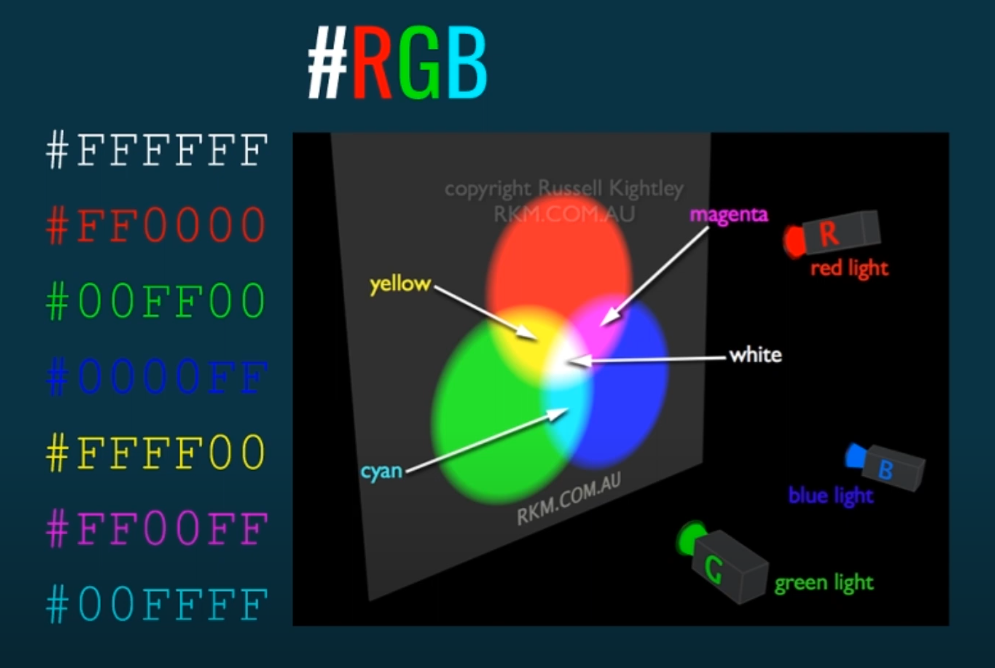 #RGB
#FFFFFF
#FF0000
#00FF00
#0000FF
#FFFF00
#FF00FF
#00FFFF
copyright Russell Kightley
RKM.COM.AU
magenta
R
red light
yellow
white
cyan
B
blue light
RKM.COM.AU
G
green light